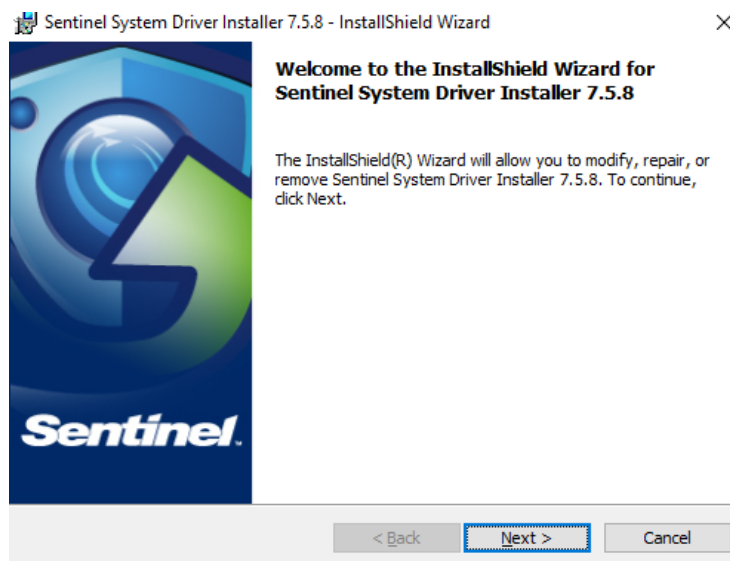 Sentinel System Driver Installer 7.5.8 - InstallShield Wizard
Welcome to the InstallShield Wizard for
Sentinel System Driver Installer 7.5.8
The InstallShield(R) Wizard will allow you to modify, repair, or
remove Sentinel System Driver Installer 7.5.8. To continue,
click Next.
Sentinel.
< Back
Next >
Cancel